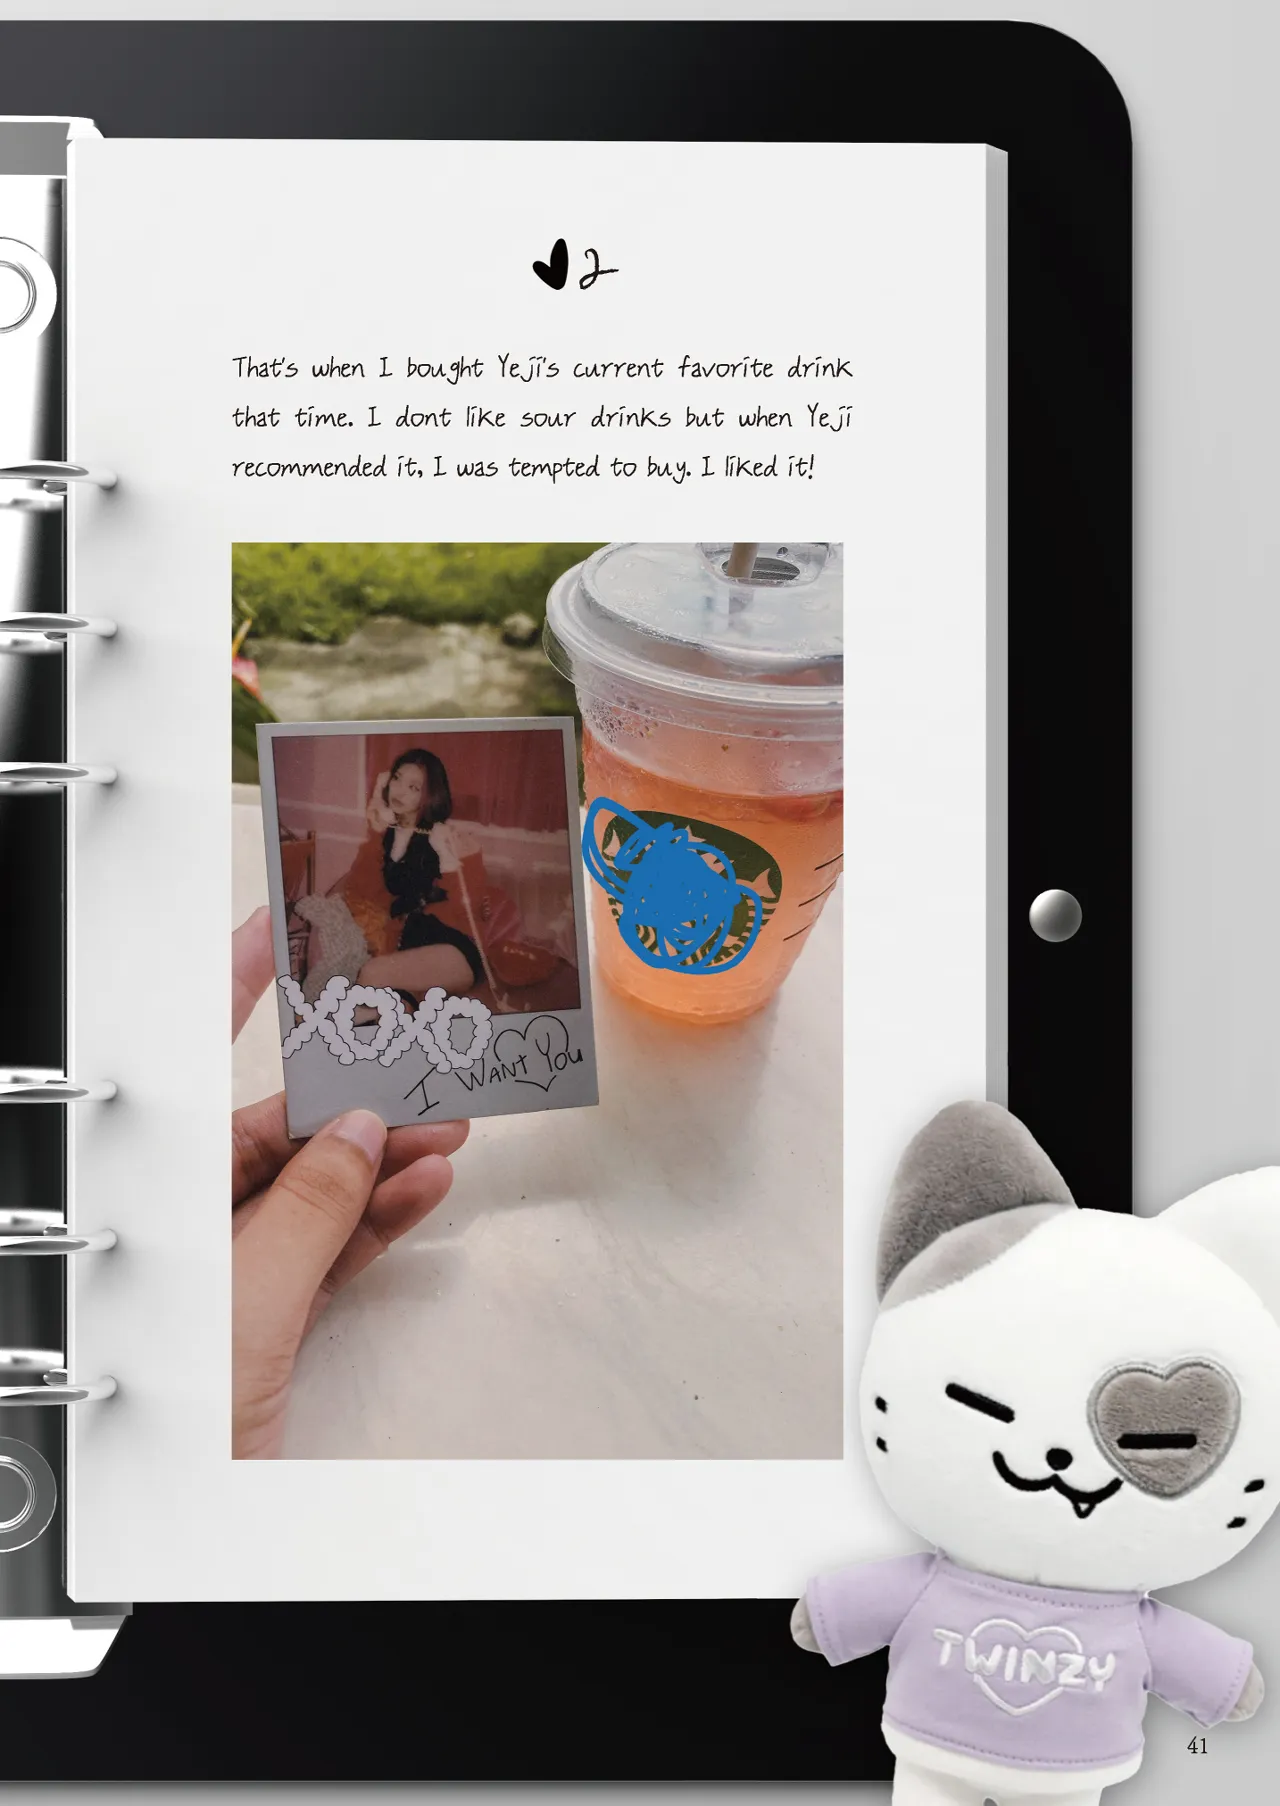 2
That's when I bought Yeji's current favorite drink
that time. I dont like sour drinks but when Yeji
recommended it, I was tempted to buy. I liked it!
XOXO
I WANT YOU
TWINZY
41